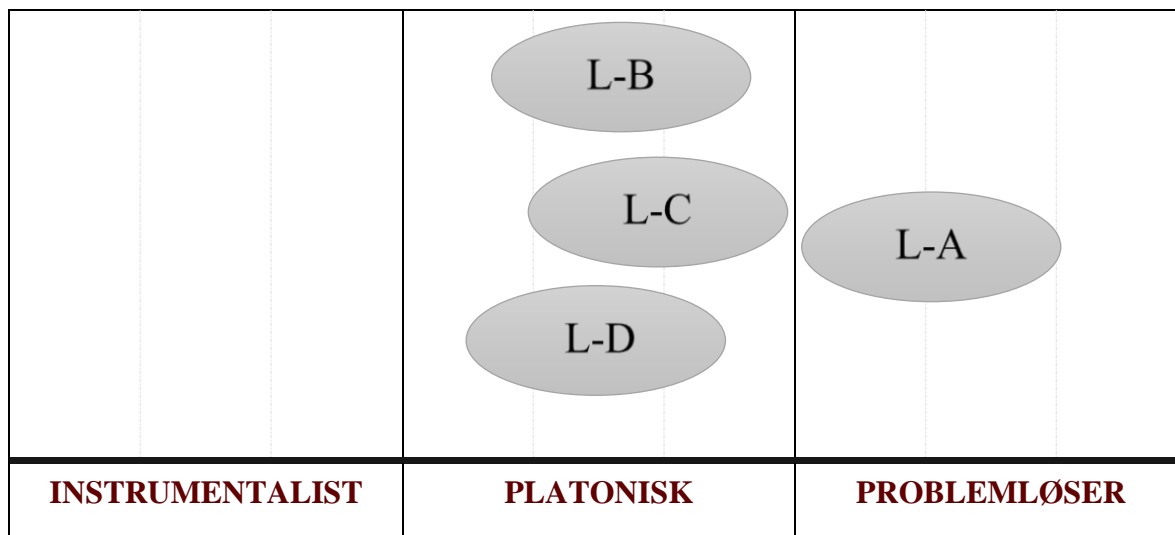 L-B
L-C
L-A
L-D
INSTRUMENTALIST PLATONISK PROBLEMLØSER